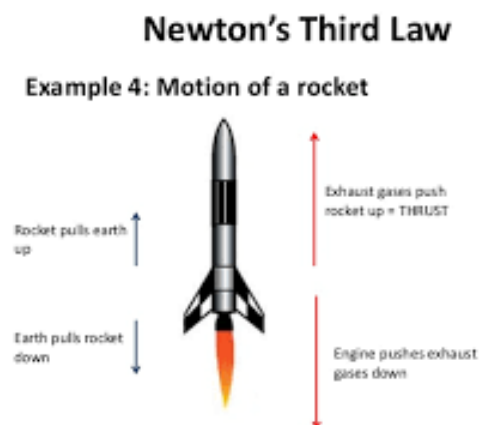 Newton's Third Law
Example 4: Motion of a rocket
Exhaust gases push
rocket up = THRUST
Rocket pulls earth
up
Earth pulls rocket
down
Engine pushes exhaust
gases down